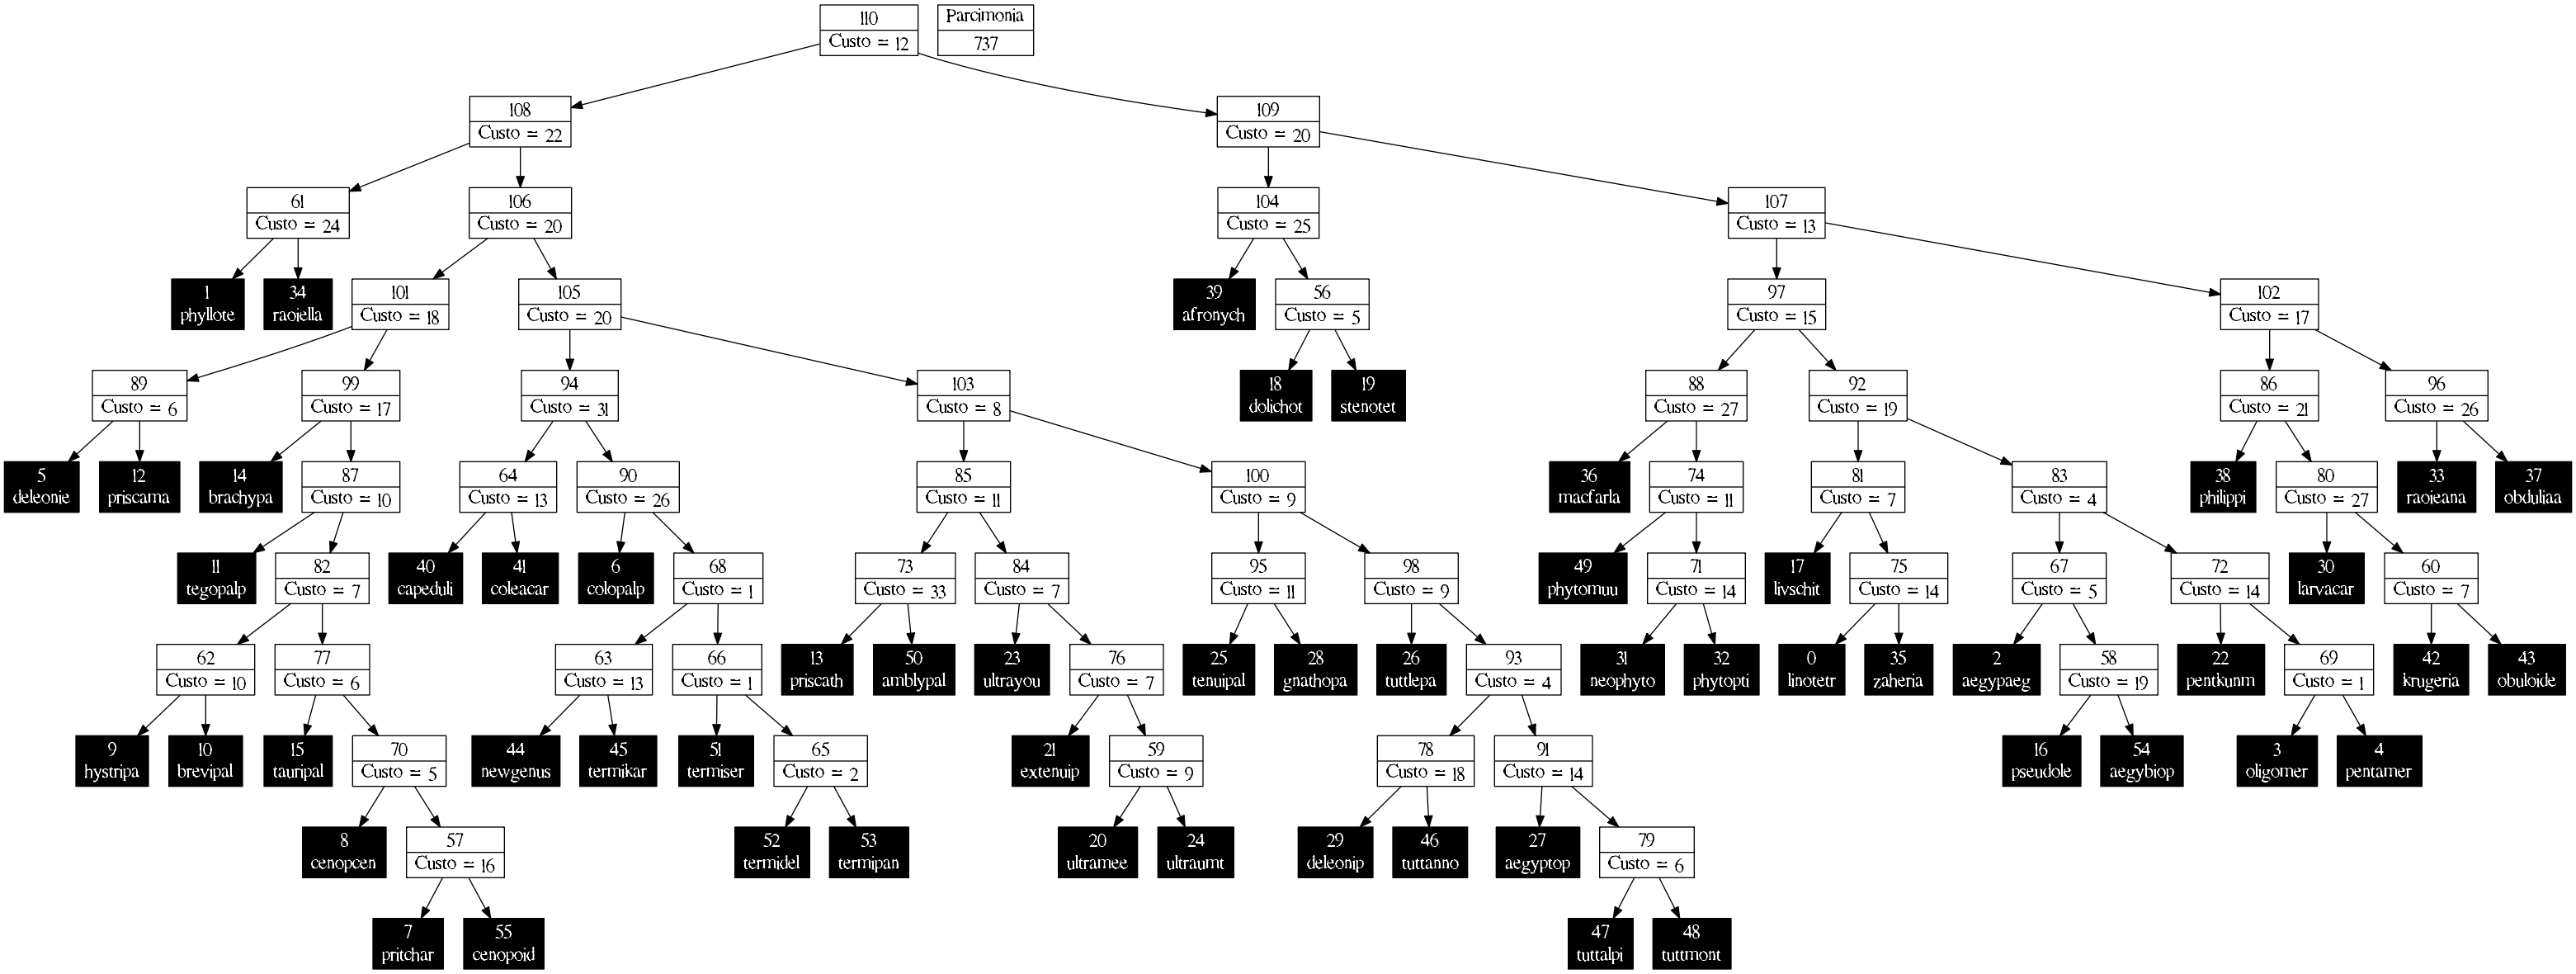 110
Custo = 12
Parcimonia
737
108
Custo = 22
109
Custo = 20
61
Custo = 24
106
Custo = 20
104
Custo = 25
107
Custo = 13
1
phyllote
34
raoiella
101
Custo = 18
105
Custo = 20
39
afronych
56
Custo = 5
97
Custo = 15
102
Custo = 17
89
Custo = 6
99
Custo = 17
94
Custo = 31
103
Custo = 8
18
dolichot
19
stenotet
88
Custo = 27
92
Custo = 19
86
Custo = 21
96
Custo = 26
5
deleonie
12
priscama
14
brachypa
87
Custo = 10
64
Custo = 13
90
Custo = 26
85
Custo = 11
100
Custo = 9
36
macfarla
74
Custo = 11
81
Custo = 7
83
Custo = 4
38
philippi
80
Custo = 27
33
raoieana
37
obduliaa
11
tegopalp
82
Custo = 7
40
capeduli
41
coleacar
6
colopalp
68
Custo = 1
73
Custo = 33
84
Custo = 7
95
Custo = 11
98
Custo = 9
49
phytomuu
71
Custo = 14
17
livschit
75
Custo = 14
67
Custo = 5
72
Custo = 14
30
larvacar
60
Custo = 7
62
Custo = 10
77
Custo = 6
63
Custo = 13
66
Custo = 1
13
priscath
50
amblypal
23
ultrayou
76
Custo = 7
25
tenuipal
28
gnathopa
26
tuttlepa
93
Custo = 4
31
neophyto
32
phytopti
0
linotetr
35
zaheria
2
aegypaeg
58
Custo = 19
22
pentkunm
69
Custo = 1
42
krugeria
43
obuloide
9
hystripa
10
brevipal
15
tauripal
70
Custo = 5
44
newgenus
45
termikar
51
termiser
65
Custo = 2
21
extenuip
59
Custo = 9
78
Custo = 18
91
Custo = 14
16
pseudole
54
aegybiop
3
oligomer
4
pentamer
8
cenopcen
57
Custo = 16
52
termidel
53
termipan
20
ultramee
24
ultraumt
29
deleonip
46
tuttanno
27
aegyptop
79
Custo = 6
7
pritchar
55
cenopoid
47
tuttalpi
48
tuttmont